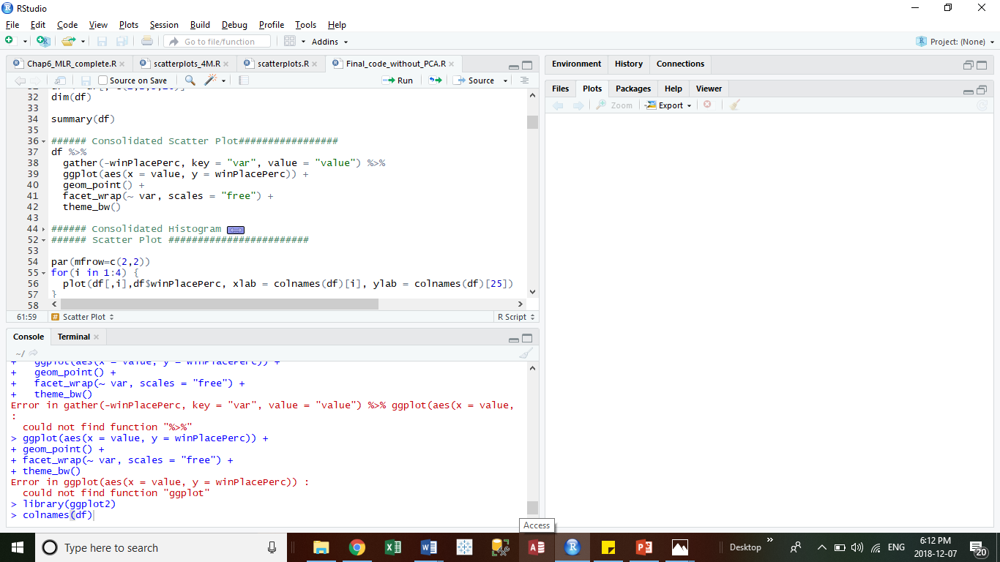 RStudio
File Edit Code View Plots Session Build Debug Profile Tools Help
Go to file/function Addins Project: (None)
Chap6_MLR_complete.R scatterplots_4M.R scatterplots.R Final_code_without_PCA.R
Source on Save Run Source
32 dim(df)
33
34 summary(df)
35
36 ###### Consolidated Scatter Plot#################
37 df %>%
38 gather(-winPlacePerc, key = "var", value = "value") %>%
39 ggplot(aes(x = value, y = winPlacePerc)) +
40 geom_point() +
41 facet_wrap(~ var, scales = "free") +
42 theme_bw()
43
44 ###### Consolidated Histogram
52 ###### Scatter Plot ########################
53
54 par(mfrow=c(2,2))
55 for(i in 1:4) {
56 plot(df[,i],df$winPlacePerc, xlab = colnames(df)[i], ylab = colnames(df)[25])
57 }
58
61:59 # Scatter Plot R Script
Console Terminal
~/
+ ggplot(aes(x = value, y = winPlacePerc)) +
+ geom_point() +
+ facet_wrap(~ var, scales = "free") +
+ theme_bw()
Error in gather(-winPlacePerc, key = "var", value = "value") %>% ggplot(aes(x = value,
:
could not find function "%>%"
> ggplot(aes(x = value, y = winPlacePerc)) +
+ geom_point() +
+ facet_wrap(~ var, scales = "free") +
+ theme_bw()
Error in ggplot(aes(x = value, y = winPlacePerc)) :
could not find function "ggplot"
> library(ggplot2)
> colnames(df)
Environment History Connections
Files Plots Packages Help Viewer
Zoom Export
Access
Type here to search
Desktop
ENG
6:12 PM
2018-12-07
20